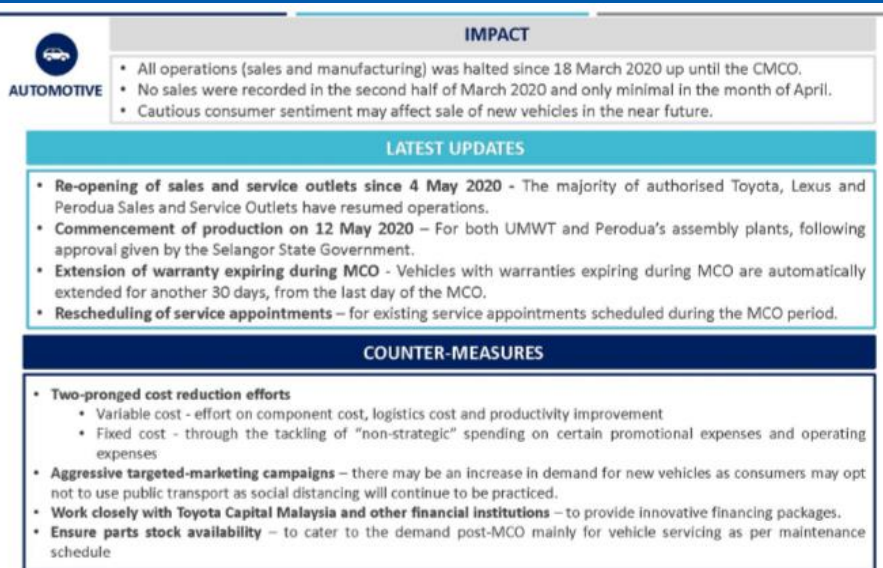 IMPACT
AUTOMOTIVE
• All operations (sales and manufacturing) was halted since 18 March 2020 up until the CMCO.
• No sales were recorded in the second half of March 2020 and only minimal in the month of April.
• Cautious consumer sentiment may affect sale of new vehicles in the near future.
LATEST UPDATES
• Re-opening of sales and service outlets since 4 May 2020 - The majority of authorised Toyota, Lexus and
Perodua Sales and Service Outlets have resumed operations.
• Commencement of production on 12 May 2020 – For both UMWT and Perodua's assembly plants, following
approval given by the Selangor State Government.
• Extension of warranty expiring during MCO - Vehicles with warranties expiring during MCO are automatically
extended for another 30 days, from the last day of the MCO.
• Rescheduling of service appointments – for existing service appointments scheduled during the MCO period.
COUNTER-MEASURES
• Two-pronged cost reduction efforts
• Variable cost - effort on component cost, logistics cost and productivity improvement
• Fixed cost - through the tackling of "non-strategic" spending on certain promotional expenses and operating
expenses
• Aggressive targeted-marketing campaigns – there may be an increase in demand for new vehicles as consumers may opt
not to use public transport as social distancing will continue to be practiced.
• Work closely with Toyota Capital Malaysia and other financial institutions – to provide innovative financing packages.
• Ensure parts stock availability – to cater to the demand post-MCO mainly for vehicle servicing as per maintenance
schedule